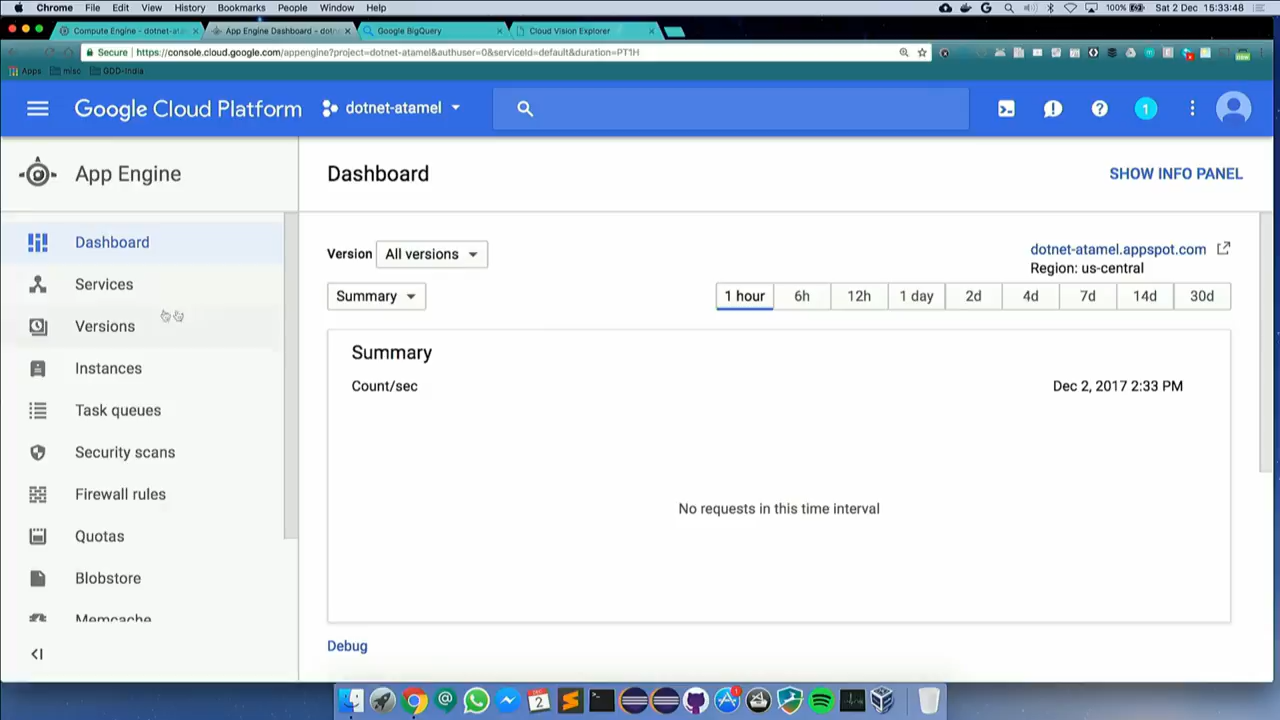 Chrome File Edit View History Bookmarks People Window Help 100% Sat 2 Dec 15:33:48
Compute Engine - dotnet-ata App Engine Dashboard - dotn Google BigQuery Cloud Vision Explorer
Secure https://console.cloud.google.com/appengine?project=dotnet-atamel&authuser=0&serviceId=default&duration=PT1H
Apps misc GDD-India
Google Cloud Platform dotnet-atamel 1
App Engine
Dashboard
SHOW INFO PANEL
Dashboard
Services
Versions
Instances
Task queues
Security scans
Firewall rules
Quotas
Blobstore
Memcache
Version All versions
dotnet-atamel.appspot.com
Region: us-central
Summary
1 hour 6h 12h 1 day 2d 4d 7d 14d 30d
Summary
Count/sec
Dec 2, 2017 2:33 PM
No requests in this time interval
Debug